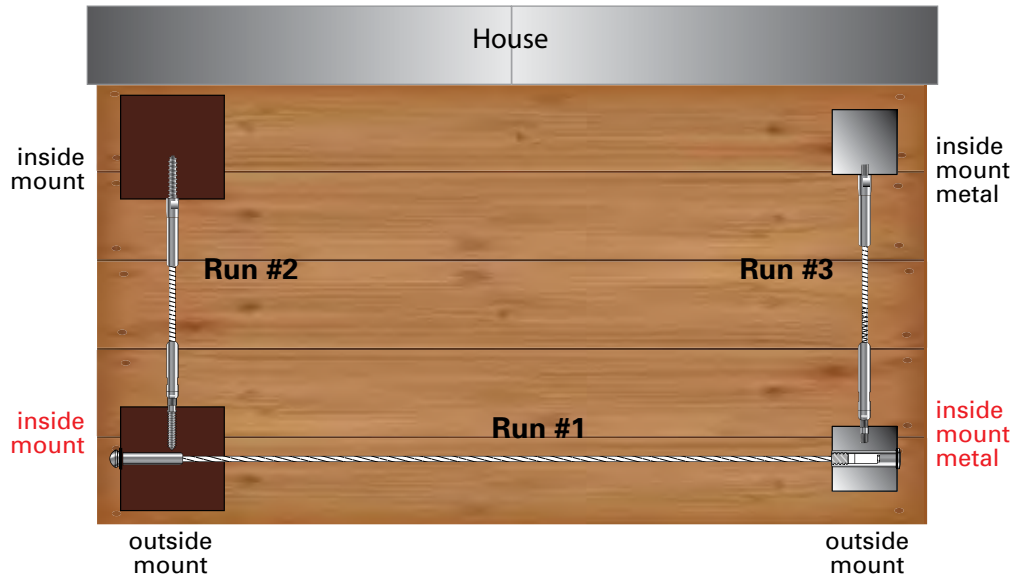 House
inside
mount
inside
mount
metal
Run #2
Run #3
inside
mount
Run #1
inside
mount
metal
outside
mount
outside
mount